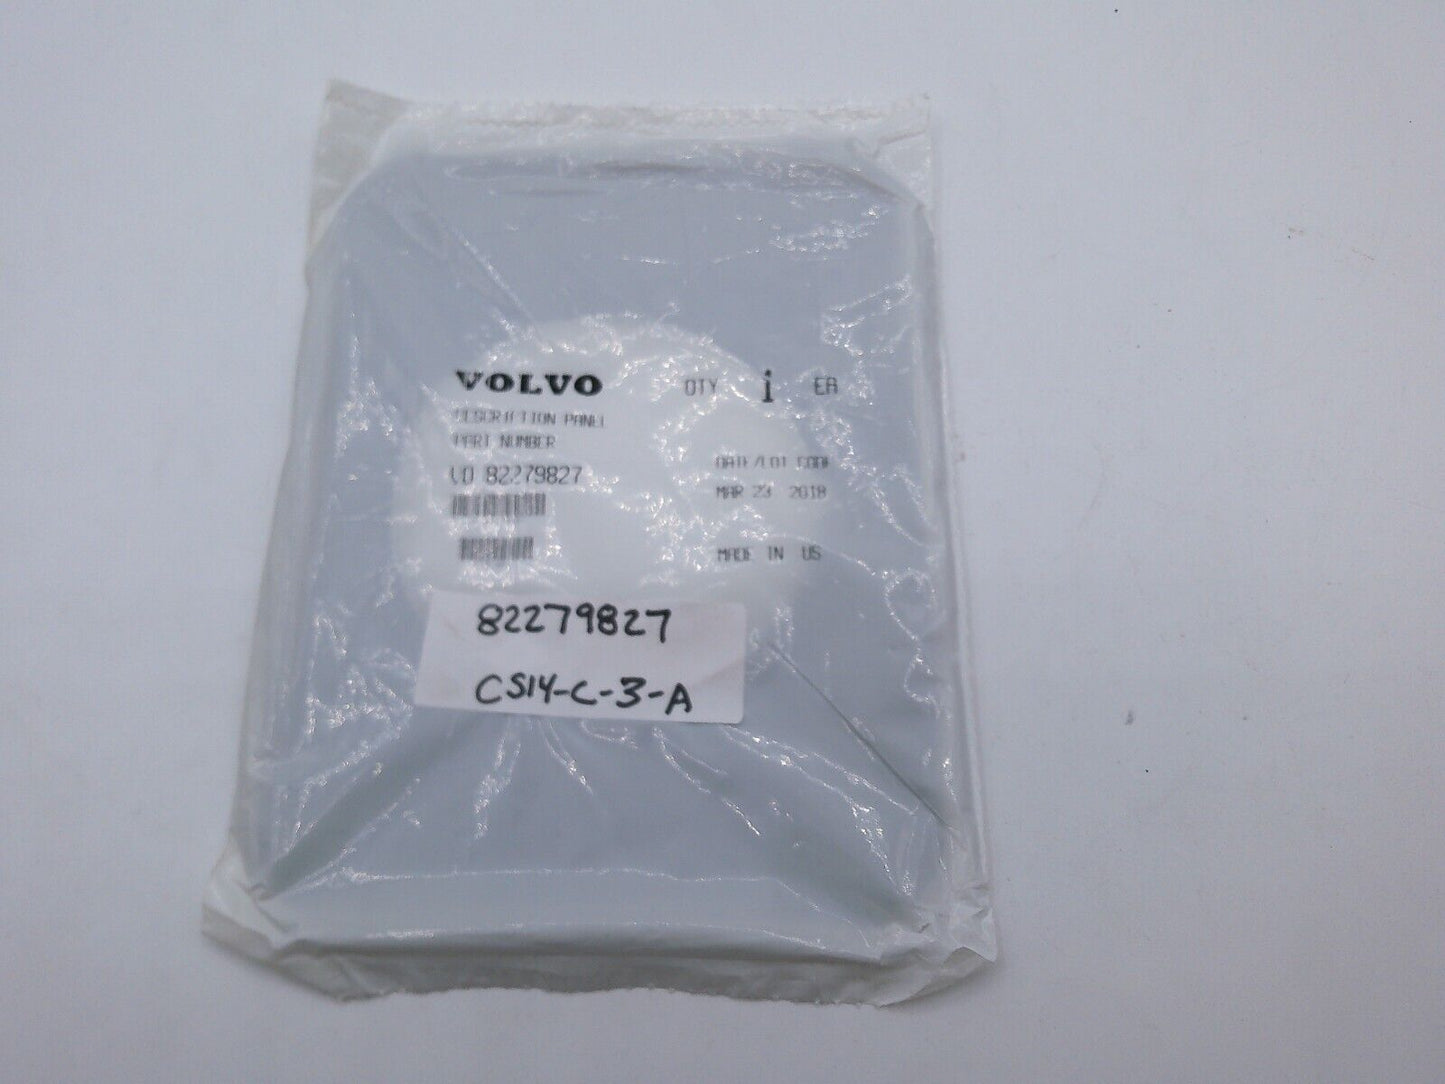 VOLVO QTY 1 EA
DESCRIPTION PANEL
PART NUMBER
VO 82279827
DATE/LOT CODE
MAR 23 2018
MADE IN US
82279827
CS14-C-3-A